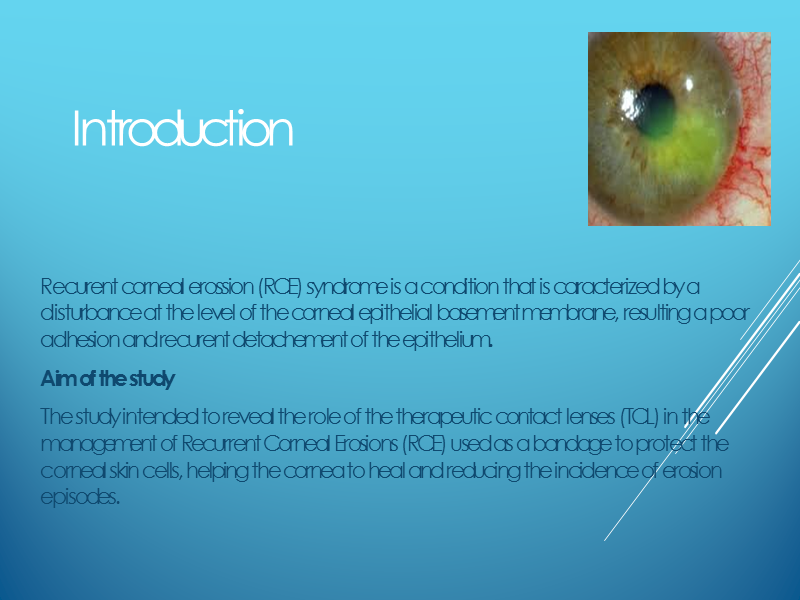 Introduction
Recurent corneal erossion (RCE) syndrome is a condition that is caracterized by a
disturbance at the level of the corneal epithelial basement membrane, resulting a poor
adhesion and recurent detachement of the epithelium.
Aim of the study
The study intended to reveal the role of the therapeutic contact lenses (TCL) in the
management of Recurrent Corneal Erosions (RCE) used as a bandage to protect the
corneal skin cells, helping the cornea to heal and reducing the incidence of erosion
episodes.